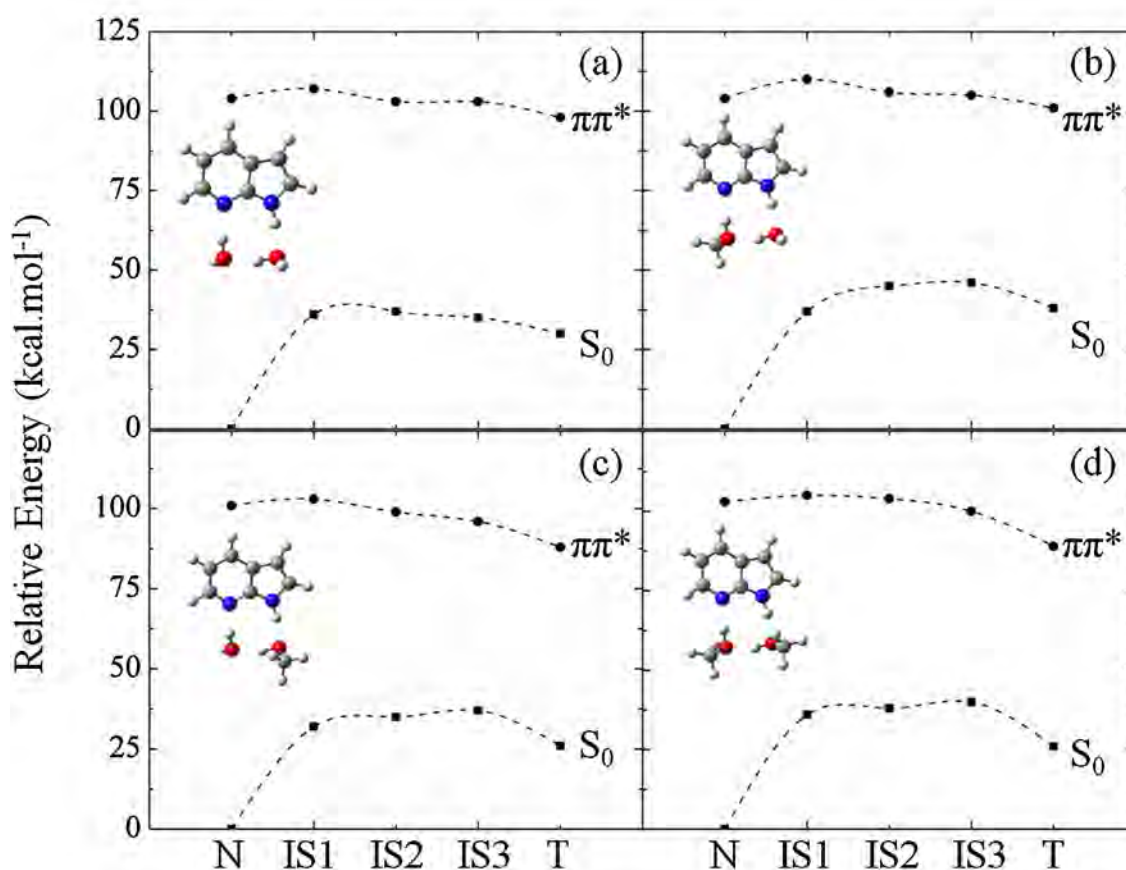 Relative Energy (kcal.mol⁻¹)
125
100
75
50
25
0
(a)
ππ*
S₀
(b)
ππ*
S₀
100
75
50
25
0
(c)
ππ*
S₀
(d)
ππ*
S₀
N IS1 IS2 IS3 T
N IS1 IS2 IS3 T